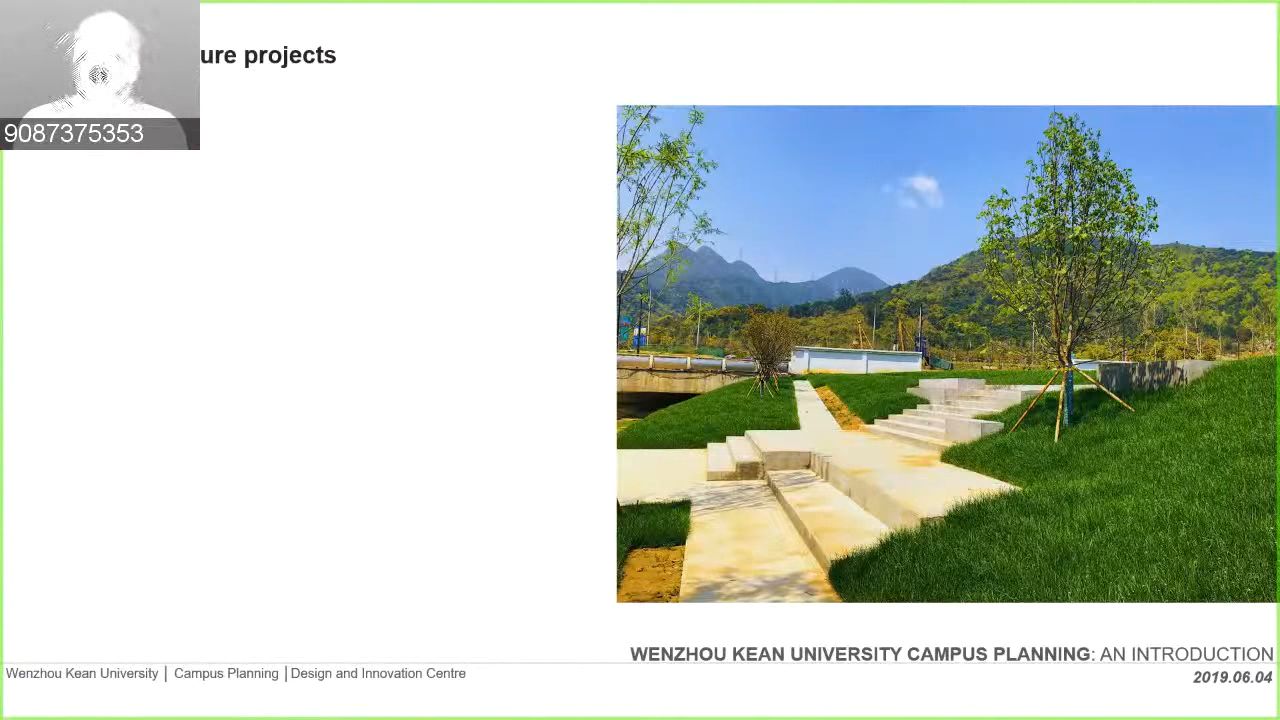 ure projects
9087375353
WENZHOU KEAN UNIVERSITY CAMPUS PLANNING: AN INTRODUCTION
Wenzhou Kean University │ Campus Planning │Design and Innovation Centre
2019.06.04